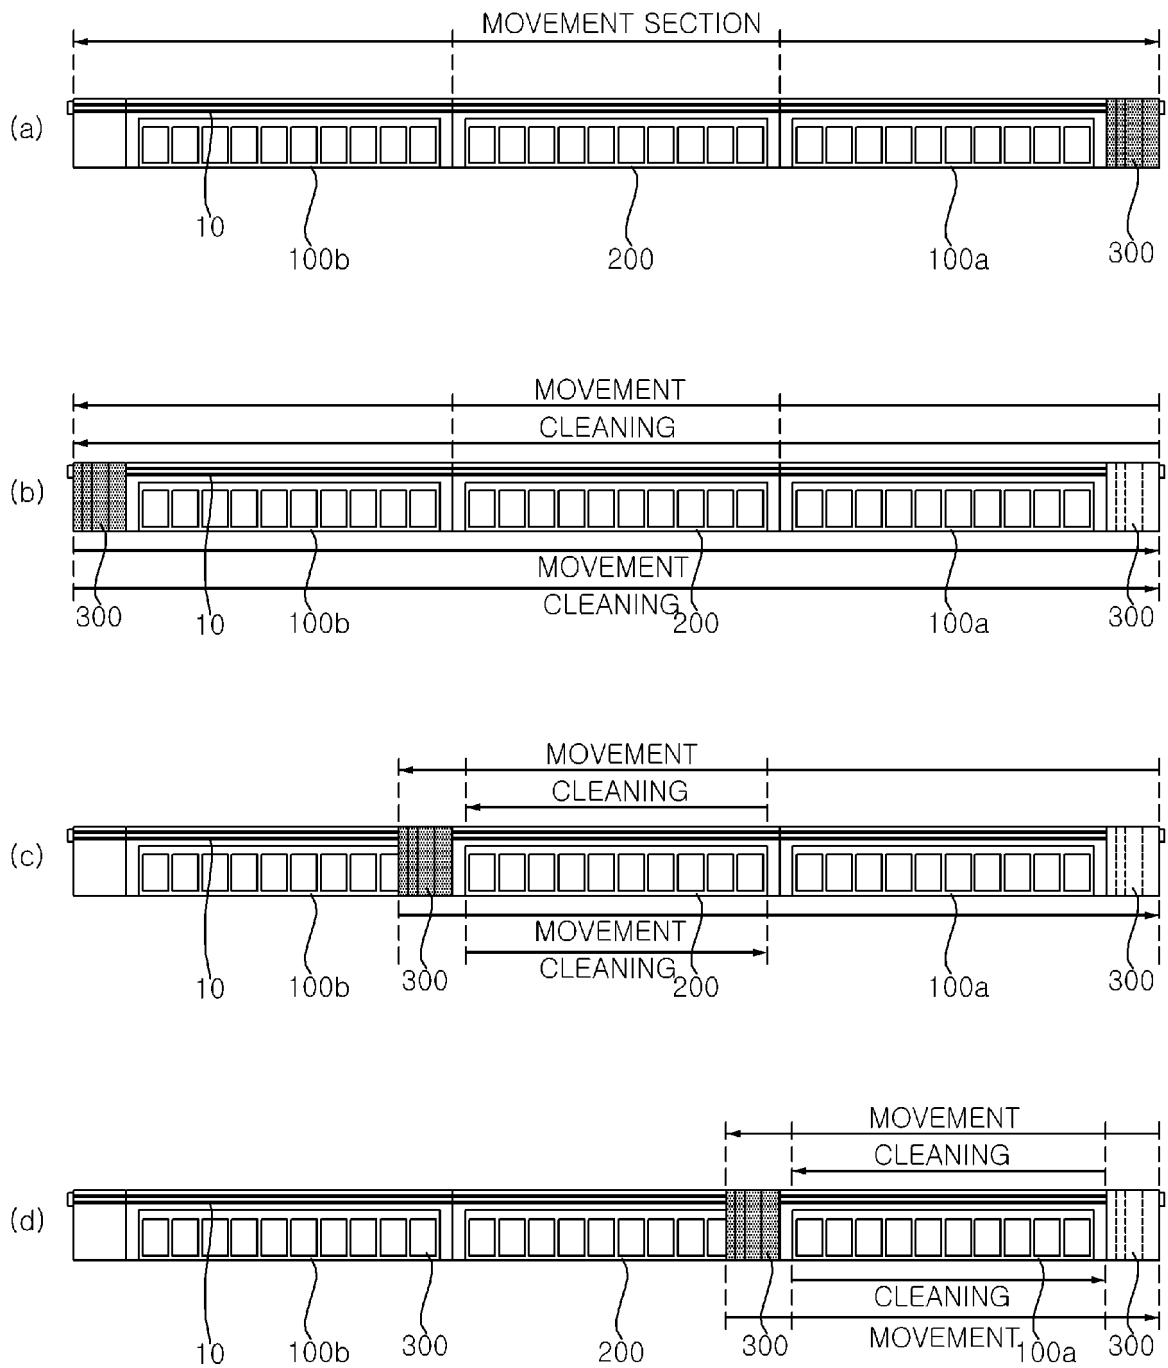 MOVEMENT SECTION
(a)
10
100b
200
100a
300
MOVEMENT
CLEANING
(b)
MOVEMENT
CLEANING
300
10
100b
200
100a
300
MOVEMENT
CLEANING
(c)
MOVEMENT
CLEANING
10
100b
300
200
100a
300
MOVEMENT
CLEANING
(d)
CLEANING
MOVEMENT
10
100b
300
200
300
100a
300